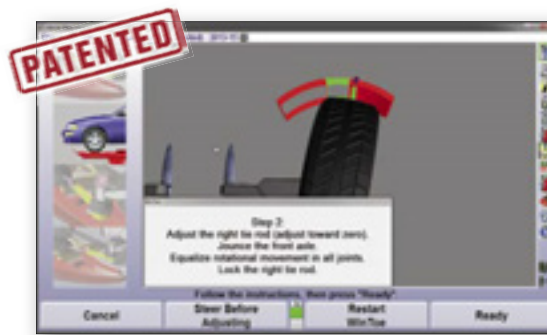 PATENTED
Step 2:
Adjust the right tie rod (adjust toward zero).
Jounce the front axle.
Equalize rotational movement in all joints.
Lock the right tie rod.
Follow the instructions, then press "Ready".
Cancel
Steer Before
Adjusting
Restart
WinToe
Ready